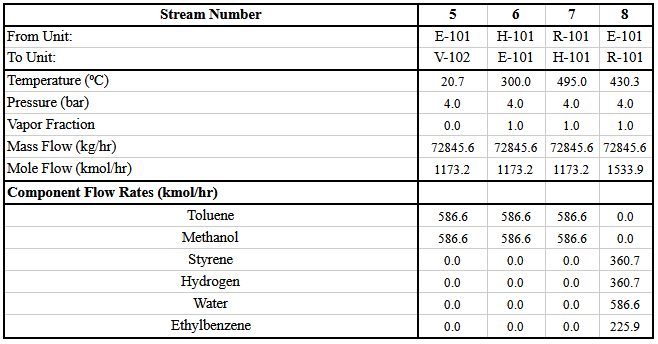 Stream Number 5 6 7 8
From Unit: E-101 H-101 R-101 E-101
To Unit: V-102 E-101 H-101 R-101
Temperature (⁰C) 20.7 300.0 495.0 430.3
Pressure (bar) 4.0 4.0 4.0 4.0
Vapor Fraction 0.0 1.0 1.0 1.0
Mass Flow (kg/hr) 72845.6 72845.6 72845.6 72845.6
Mole Flow (kmol/hr) 1173.2 1173.2 1173.2 1533.9
Component Flow Rates (kmol/hr)
Toluene 586.6 586.6 586.6 0.0
Methanol 586.6 586.6 586.6 0.0
Styrene 0.0 0.0 0.0 360.7
Hydrogen 0.0 0.0 0.0 360.7
Water 0.0 0.0 0.0 586.6
Ethylbenzene 0.0 0.0 0.0 225.9